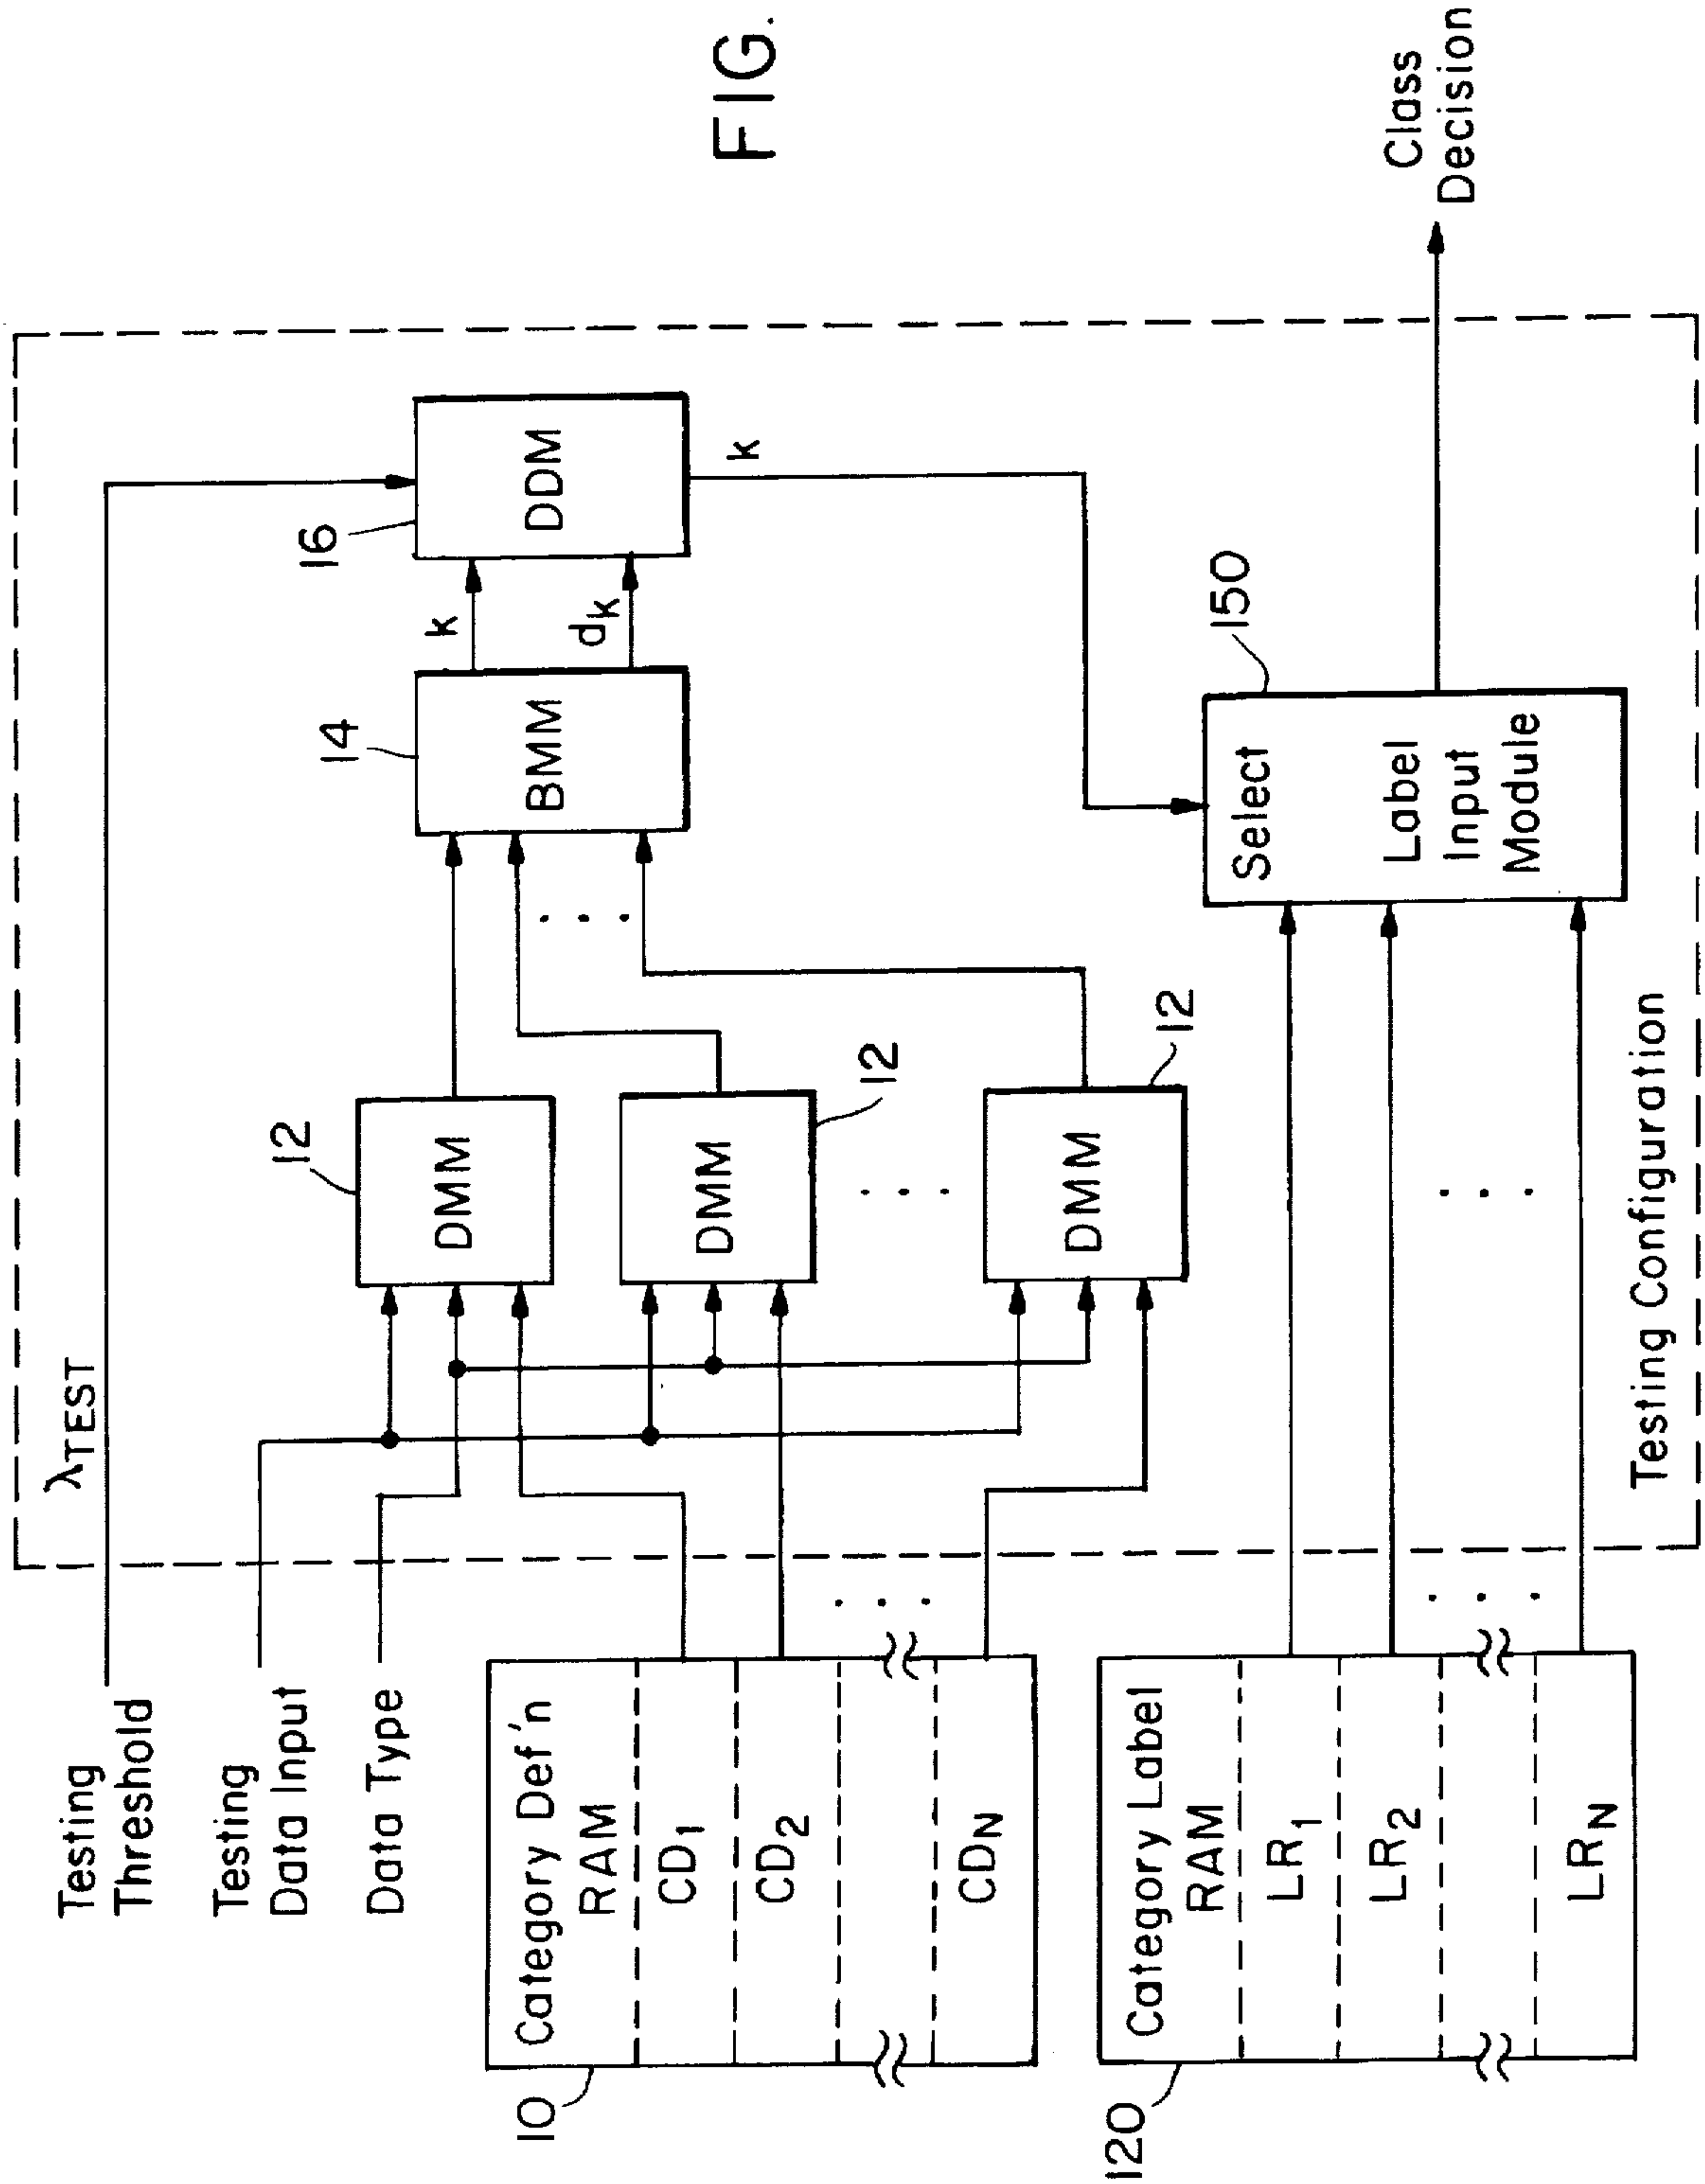 FIG.
Testing
Threshold
λTEST
Testing
Data Input
Data Type
10
Category Def'n
RAM
CD1
CD2
CDN
12
DMM
12
DMM
12
DMM
14
BMM
k
dk
16
DDM
k
120
Category Label
RAM
LR1
LR2
LRN
150
Select
Label
Input
Module
Class
Decision
Testing Configuration